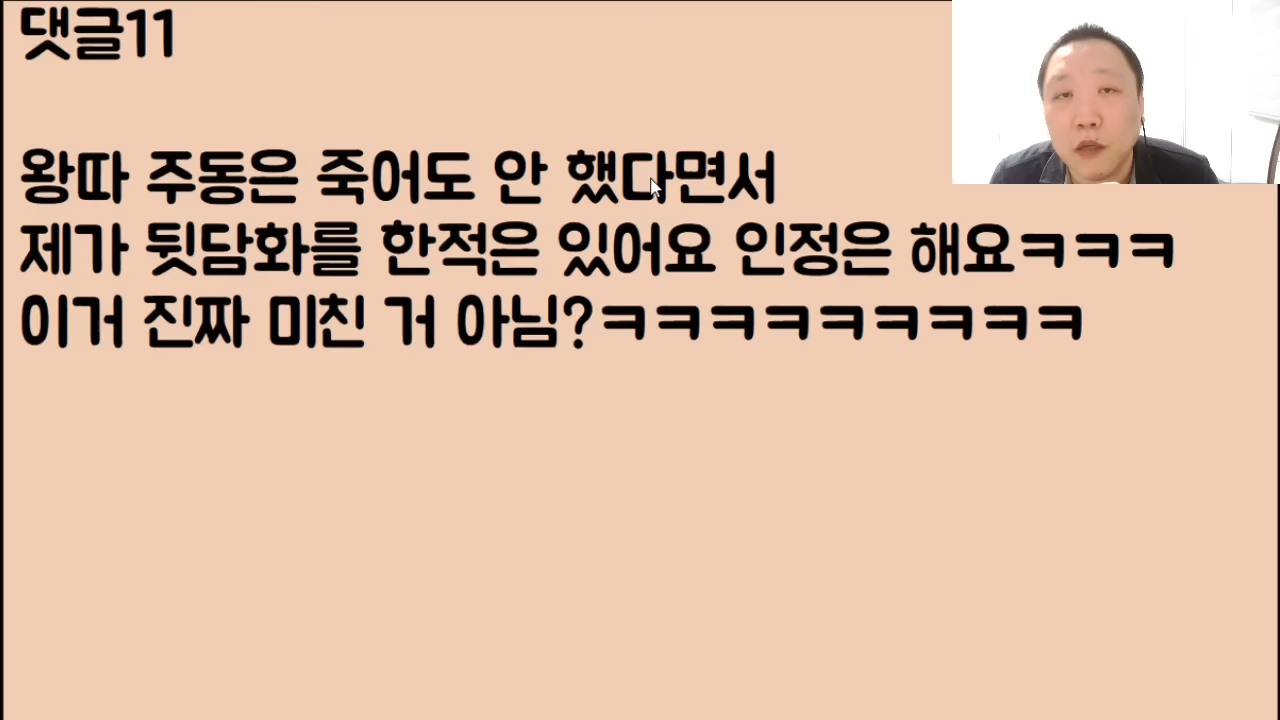 댓글11
왕따 주동은 죽어도 안 했다면서
제가 뒷담화를 한적은 있어요 인정은 해요ㅋㅋㅋ
이거 진짜 미친 거 아님?ㅋㅋㅋㅋㅋㅋㅋㅋㅋ